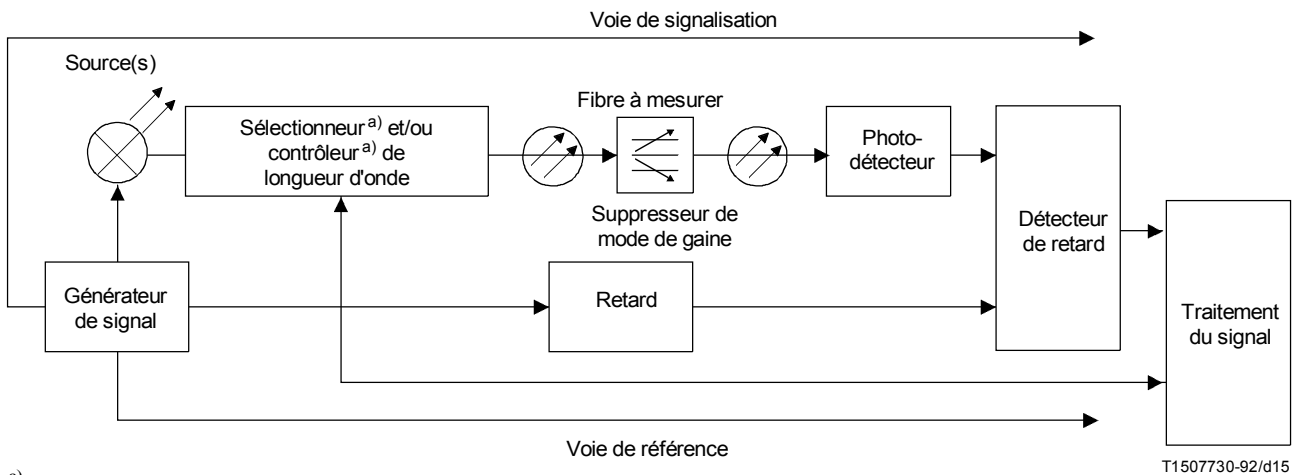 Voie de signalisation
Source(s)
Fibre à mesurer
Sélectionneur a) et/ou
contrôleur a) de
longueur d'onde
Photo-
détecteur
Suppresseur de
mode de gaine
Détecteur
de retard
Générateur
de signal
Retard
Traitement
du signal
Voie de référence
T1507730-92/d15
a)